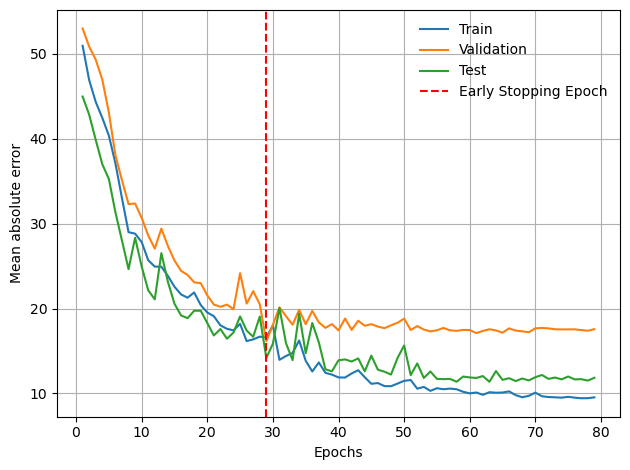 Train
Validation
Test
Early Stopping Epoch
Mean absolute error
50
40
30
20
10
0 10 20 30 40 50 60 70 80
Epochs